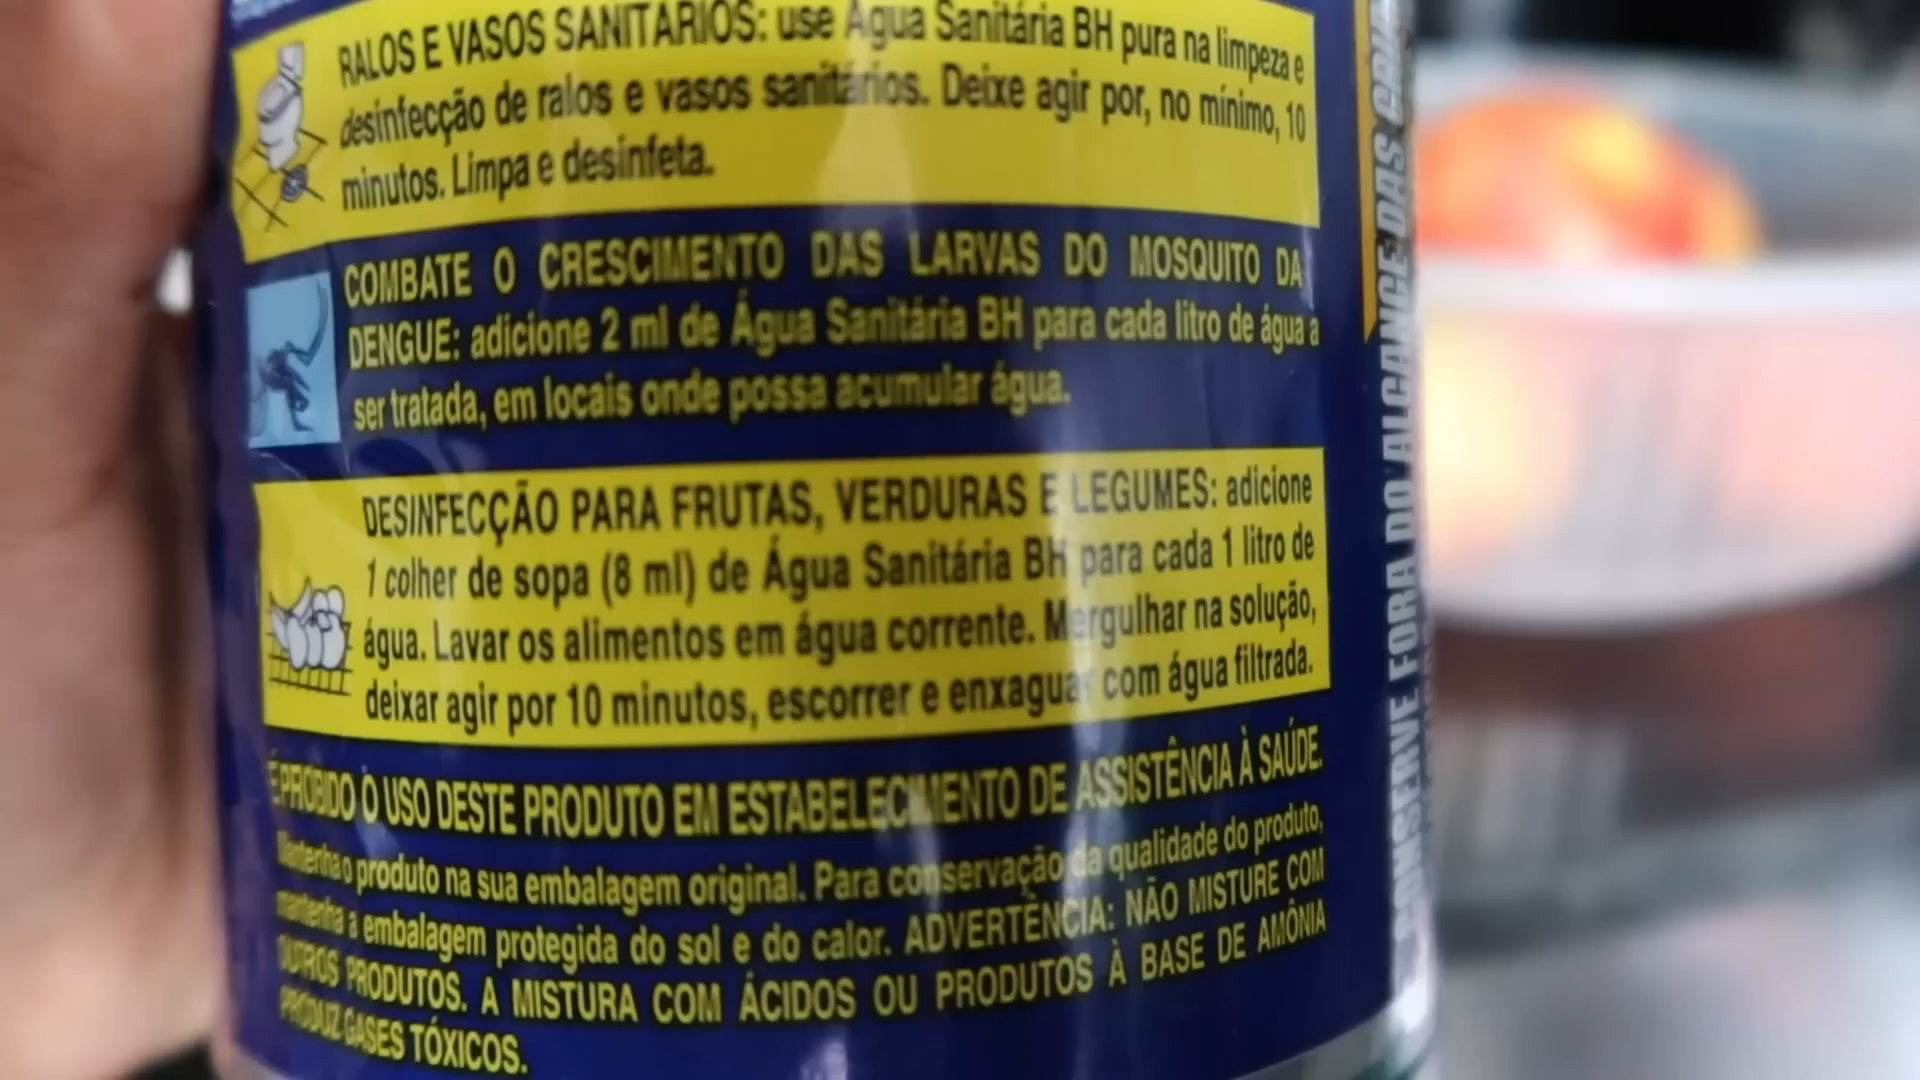 RALOS E VASOS SANITÁRIOS: use Água Sanitária BH pura na limpeza e
desinfecção de ralos e vasos sanitários. Deixe agir por, no mínimo, 10
minutos. Limpa e desinfeta.
COMBATE O CRESCIMENTO DAS LARVAS DO MOSQUITO DA
DENGUE: adicione 2 ml de Água Sanitária BH para cada litro de água a
ser tratada, em locais onde possa acumular água.
DESINFECÇÃO PARA FRUTAS, VERDURAS E LEGUMES: adicione
1 colher de sopa (8 ml) de Água Sanitária BH para cada 1 litro de
água. Lavar os alimentos em água corrente. Mergulhar na solução,
deixar agir por 10 minutos, escorrer e enxaguar com água filtrada.
É PROIBIDO O USO DESTE PRODUTO EM ESTABELECIMENTO DE ASSISTÊNCIA À SAÚDE.
Mantenha o produto na sua embalagem original. Para conservação da qualidade do produto,
mantenha a embalagem protegida do sol e do calor. ADVERTÊNCIA: NÃO MISTURE COM
OUTROS PRODUTOS. A MISTURA COM ÁCIDOS OU PRODUTOS À BASE DE AMÔNIA
PRODUZ GASES TÓXICOS.
CONSERVE FORA DO ALCANCE DAS